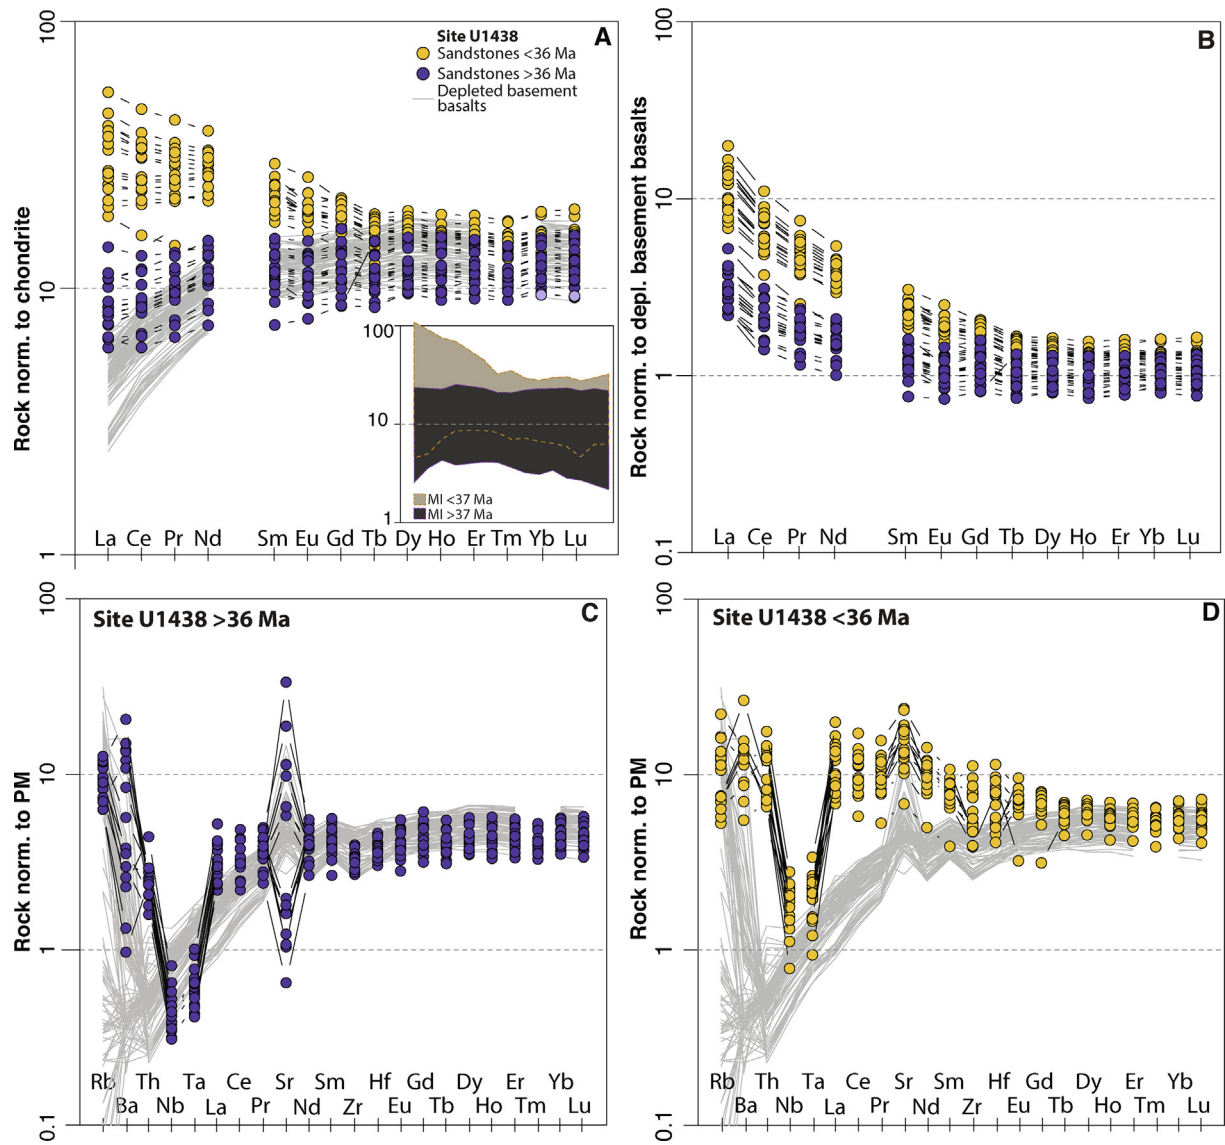 A
Site U1438
Sandstones <36 Ma
Sandstones >36 Ma
Depleted basement
basalts
Rock norm. to chondrite
100
10
1
100
10
1
MI <37 Ma
MI >37 Ma
La Ce Pr Nd Sm Eu Gd Tb Dy Ho Er Tm Yb Lu
B
Rock norm. to depl. basement basalts
100
10
1
0.1
La Ce Pr Nd Sm Eu Gd Tb Dy Ho Er Yb Lu
Site U1438 >36 Ma
C
Rock norm. to PM
100
10
1
0.1
Rb Th Ta Ce Sr Sm Hf Gd Dy Er Yb
Ba Nb La Pr Nd Zr Eu Tb Ho Tm Lu
Site U1438 <36 Ma
D
Rock norm. to PM
100
10
1
0.1
Rb Th Ta Ce Sr Sm Hf Gd Dy Er Yb
Ba Nb La Pr Nd Zr Eu Tb Ho Tm Lu